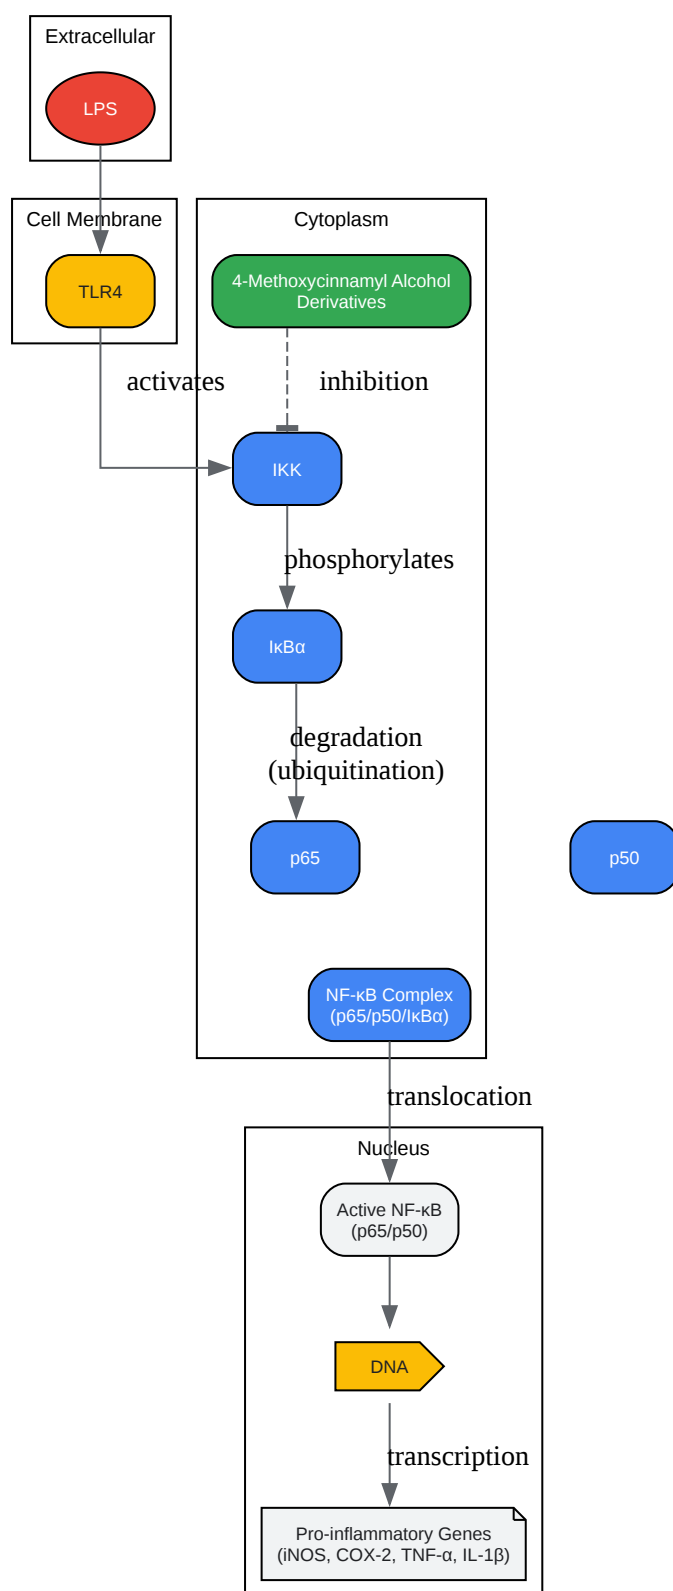 Extracellular
LPS
Cell Membrane
TLR4
Cytoplasm
4-Methoxycinnamyl Alcohol
Derivatives
activates
inhibition
IKK
phosphorylates
IκBα
degradation
(ubiquitination)
p65
p50
NF-κB Complex
(p65/p50/IκBα)
translocation
Nucleus
Active NF-κB
(p65/p50)
DNA
transcription
Pro-inflammatory Genes
(iNOS, COX-2, TNF-α, IL-1β)